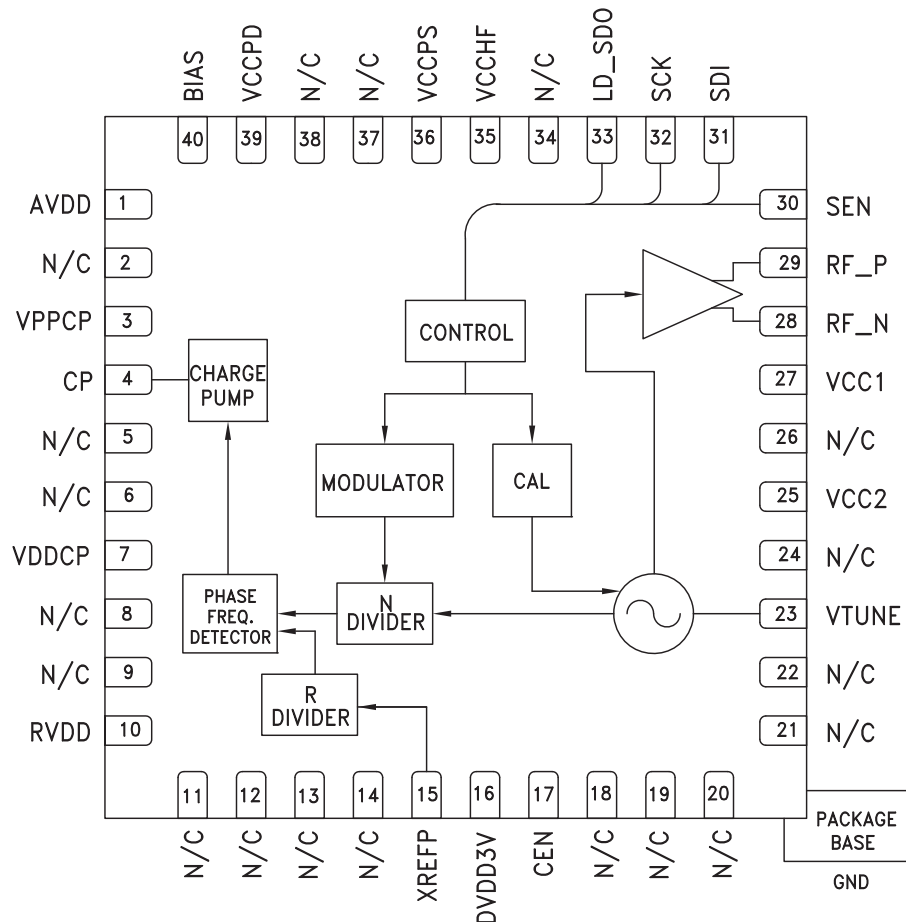 BIAS
VCCPD
N/C
N/C
VCCPS
VCCHF
N/C
LD_SDO
SCK
SDI
40
39
38
37
36
35
34
33
32
31
AVDD 1
N/C 2
VPPCP 3
CP 4
N/C 5
N/C 6
VDDCP 7
N/C 8
N/C 9
RVDD 10
CONTROL
CHARGE
PUMP
MODULATOR
CAL
PHASE
FREQ.
DETECTOR
N
DIVIDER
R
DIVIDER
30 SEN
29 RF_P
28 RF_N
27 VCC1
26 N/C
25 VCC2
24 N/C
23 VTUNE
22 N/C
21 N/C
11
12
13
14
15
16
17
18
19
20
N/C
N/C
N/C
N/C
XREFP
DVDD3V
CEN
N/C
N/C
N/C
PACKAGE
BASE
GND